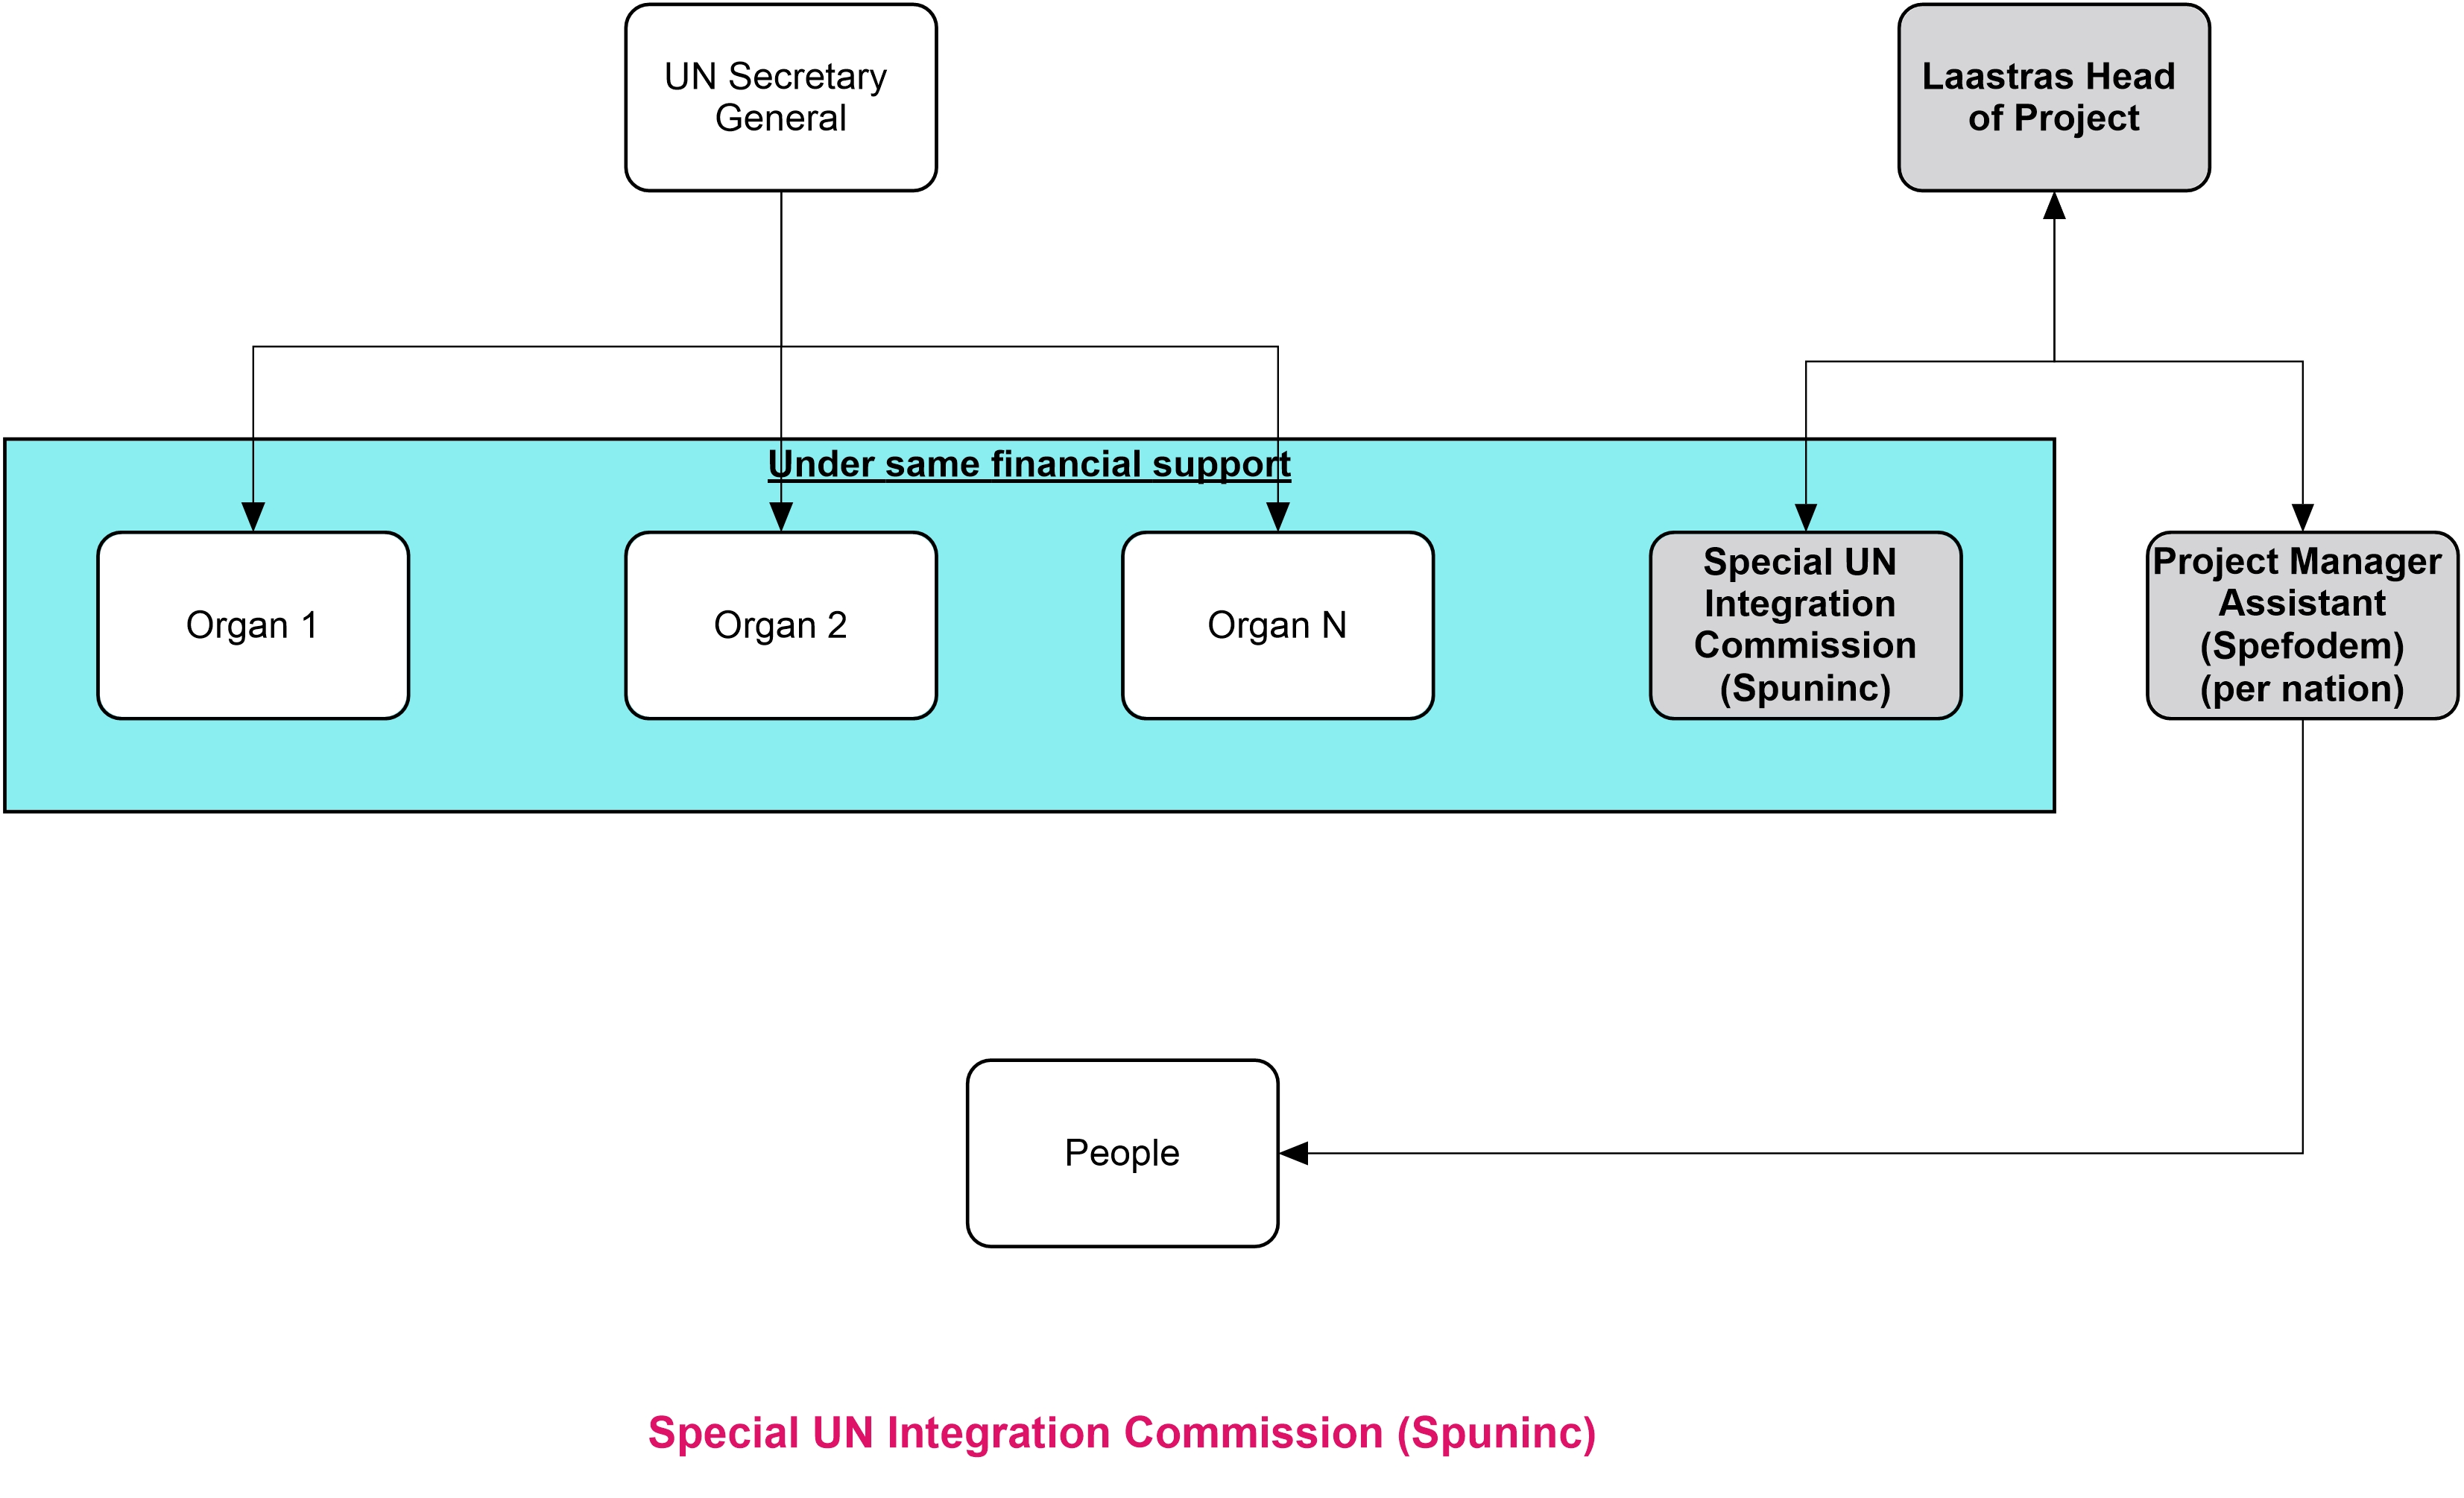 UN Secretary
General
Laastras Head
of Project
Under same financial support
Organ 1
Organ 2
Organ N
Special UN
Integration
Commission
(Spuninc)
Project Manager
Assistant
(Spefodem)
(per nation)
People
Special UN Integration Commission (Spuninc)